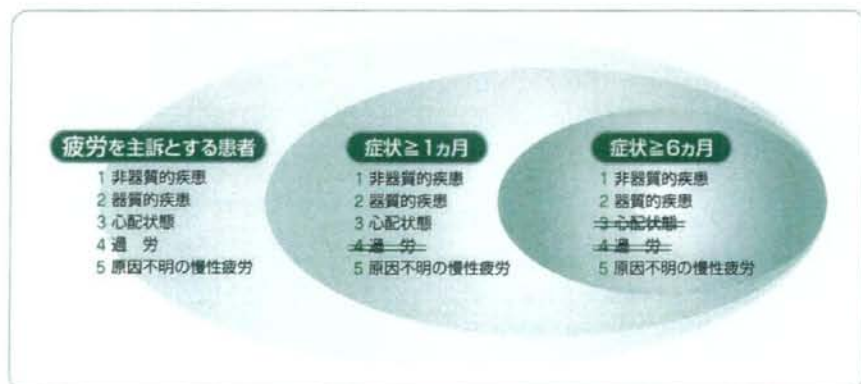 疲労を主訴とする患者
1 非器質的疾患
2 器質的疾患
3 心配状態
4 過 労
5 原因不明の慢性疲労
症状≧1ヵ月
1 非器質的疾患
2 器質的疾患
3 心配状態
4 過 労
5 原因不明の慢性疲労
症状≧6ヵ月
1 非器質的疾患
2 器質的疾患
3 心配状態
4 過 労
5 原因不明の慢性疲労